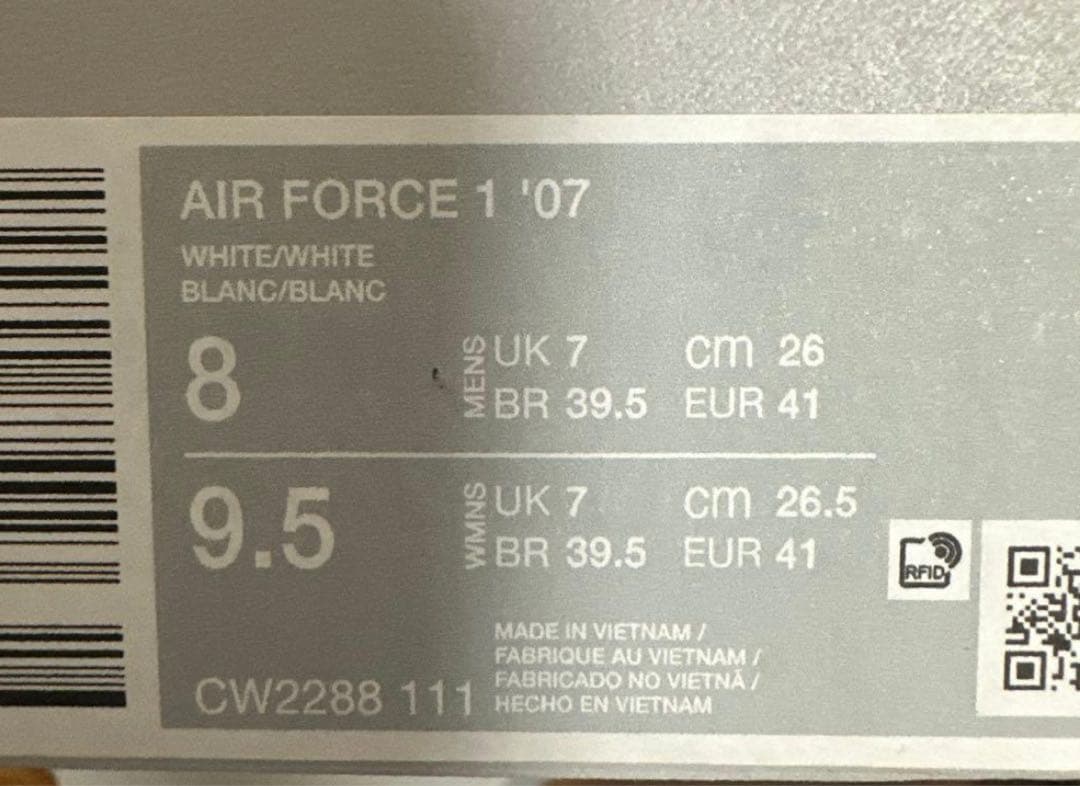 AIR FORCE 1 '07
WHITE/WHITE
BLANC/BLANC
8
MENS
UK 7 cm 26
BR 39.5 EUR 41
9.5
WMNS
UK 7 cm 26.5
BR 39.5 EUR 41
RFID
MADE IN VIETNAM /
FABRIQUE AU VIETNAM /
FABRICADO NO VIETNÃ /
HECHO EN VIETNAM
CW2288 111